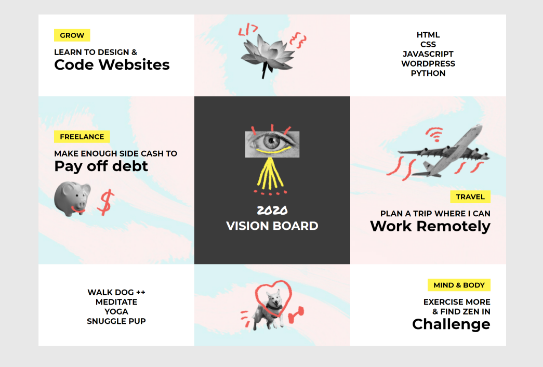 GROW
LEARN TO DESIGN &
Code Websites
</>
{ }
HTML
CSS
JAVASCRIPT
WORDPRESS
PYTHON
FREELANCE
MAKE ENOUGH SIDE CASH TO
Pay off debt
$
2020
VISION BOARD
TRAVEL
PLAN A TRIP WHERE I CAN
Work Remotely
WALK DOG ++
MEDITATE
YOGA
SNUGGLE PUP
MIND & BODY
EXERCISE MORE
& FIND ZEN IN
Challenge